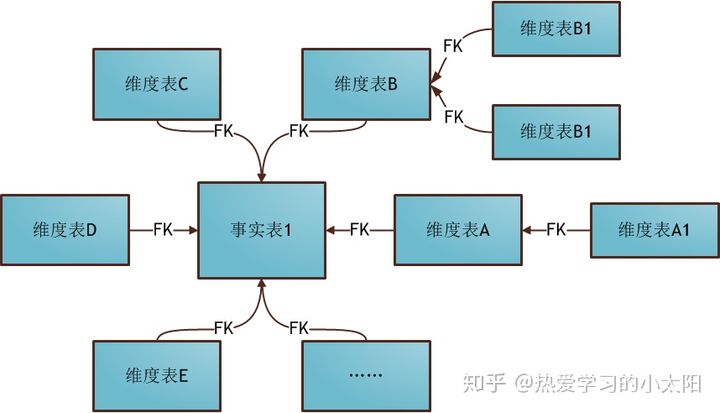 维度表B1
FK
维度表C
维度表B
FK
维度表B1
FK
FK
维度表D
FK
事实表1
FK
维度表A
FK
维度表A1
FK
FK
维度表E
……
知乎 @热爱学习的小太阳